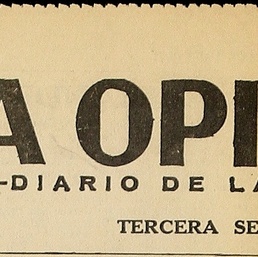 A OPI
-DIARIO DE LA
TERCERA SE